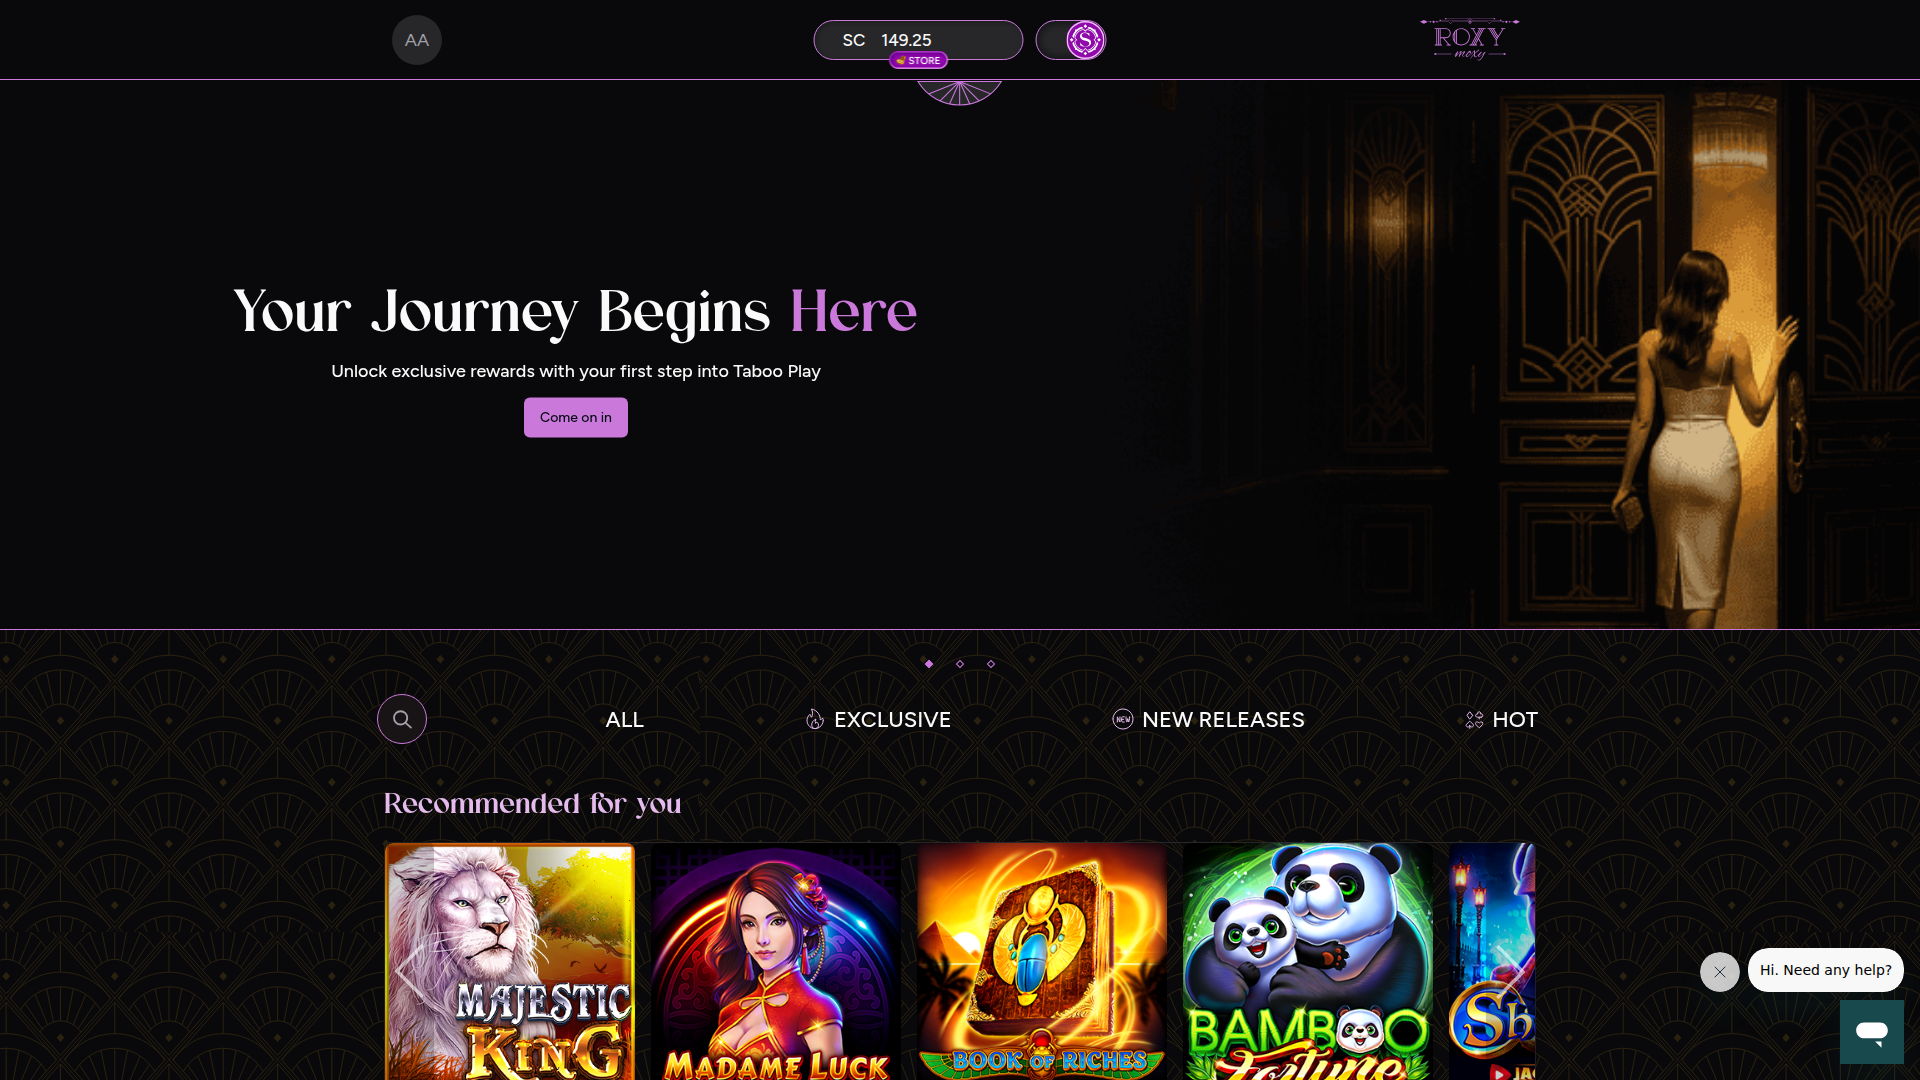 AA
SC 149.25
STORE
ROXY
moxy
Your Journey Begins Here
Unlock exclusive rewards with your first step into Taboo Play
Come on in
ALL
EXCLUSIVE
NEW
NEW RELEASES
HOT
Recommended for you
MAJESTIC
KING
MADAME LUCK
BOOK OF RICHES
BAMBOO
Fortune
Sh
JA
Hi. Need any help?